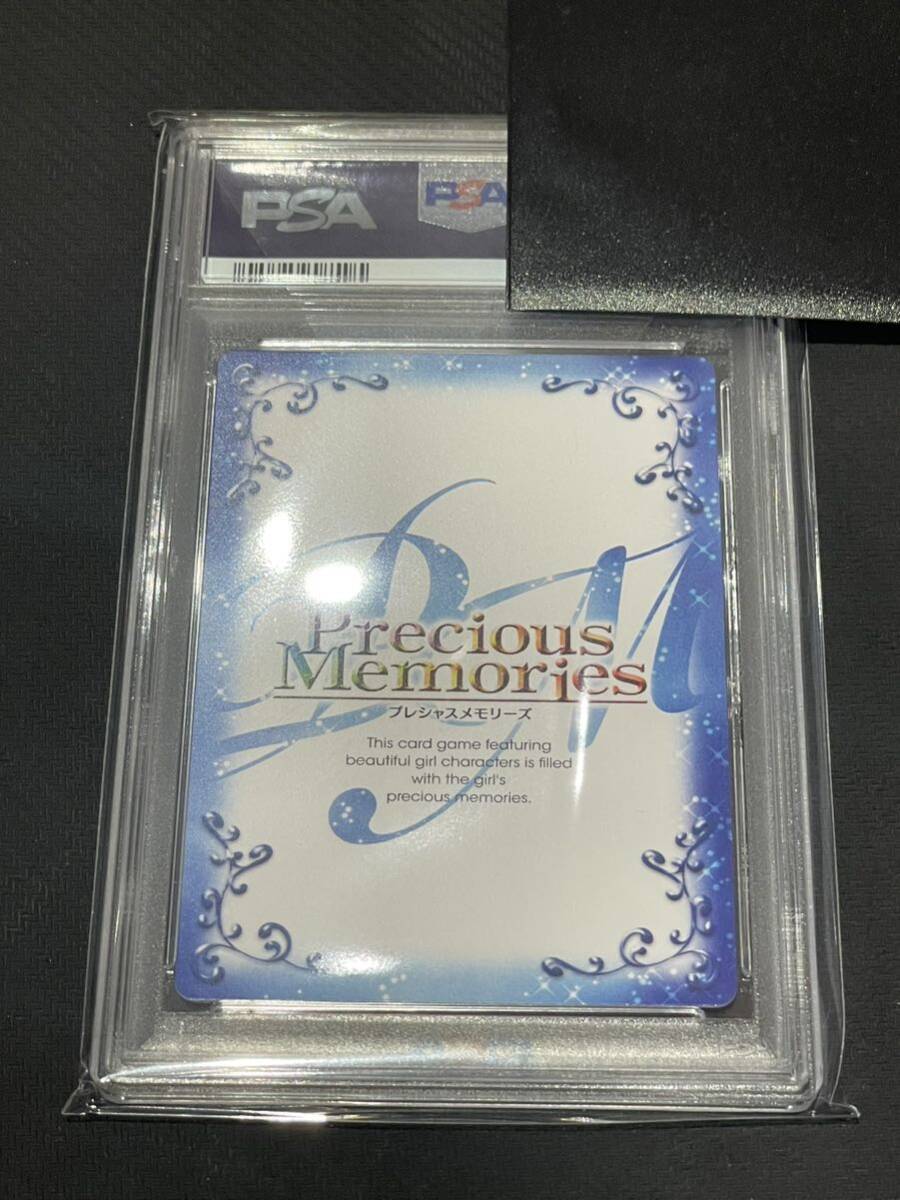 PSA
PSA
Precious
Memories
プレシャスメモリーズ
This card game featuring
beautiful girl characters is filled
with the girl's
precious memories.